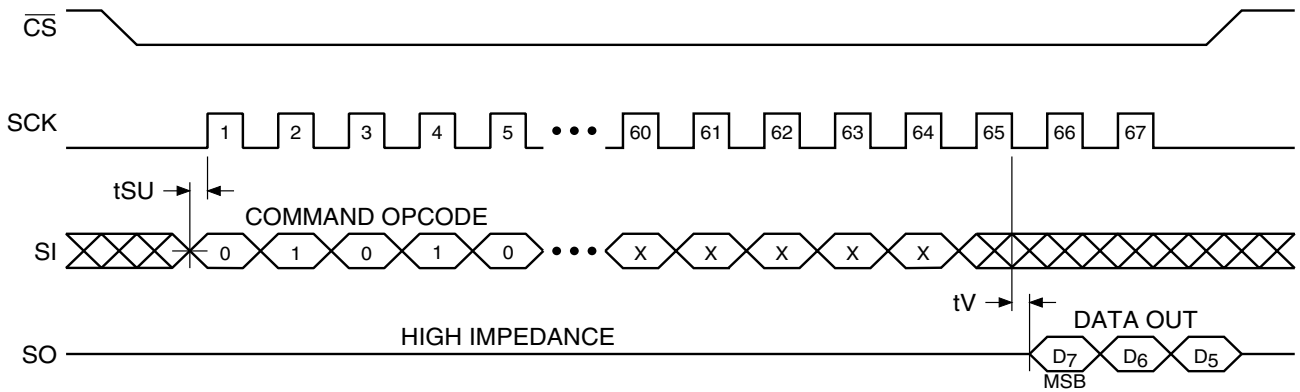 CS
SCK
1 2 3 4 5 ••• 60 61 62 63 64 65 66 67
tSU
COMMAND OPCODE
SI
0 1 0 1 0 ••• X X X X X
tV
DATA OUT
HIGH IMPEDANCE
SO
D7 D6 D5
MSB